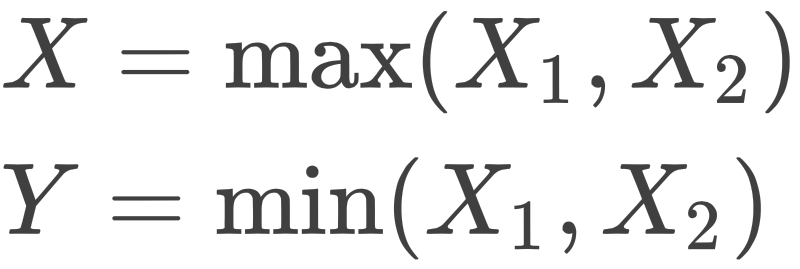 X = max(X₁, X₂)
Y = min(X₁, X₂)